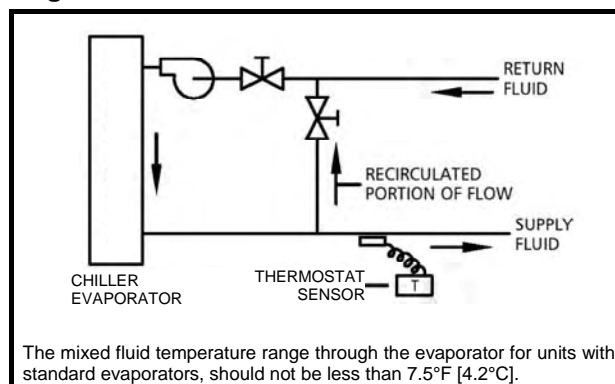 RETURN
FLUID
RECIRCULATED
PORTION OF FLOW
SUPPLY
FLUID
CHILLER
EVAPORATOR
THERMOSTAT
SENSOR
T
The mixed fluid temperature range through the evaporator for units with
standard evaporators, should not be less than 7.5°F [4.2°C].